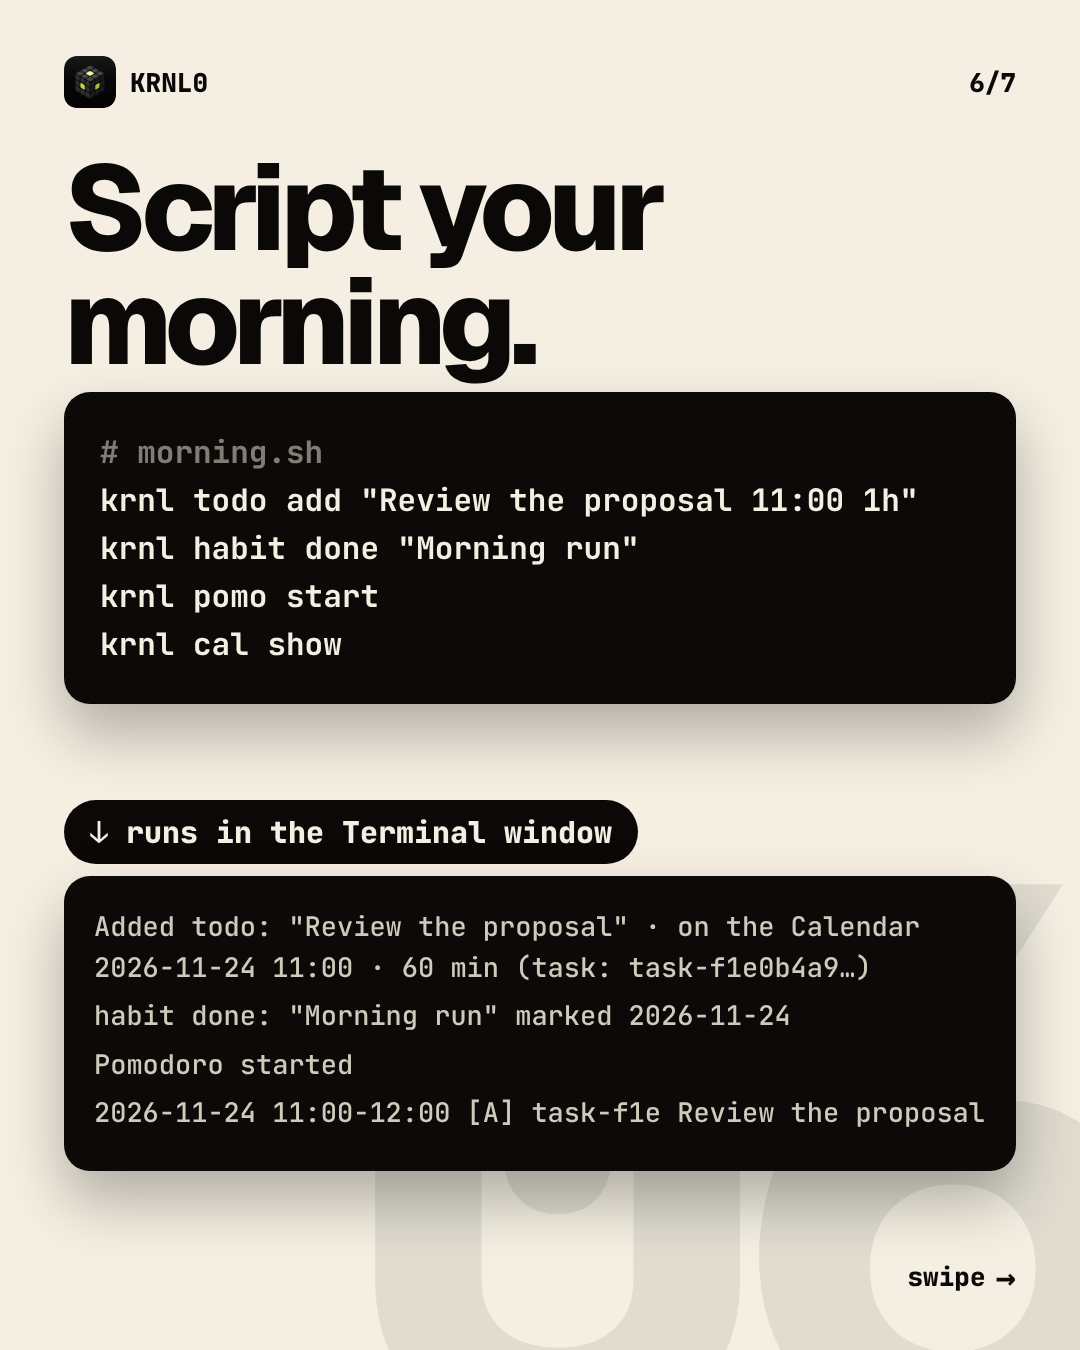 KRNL0
6/7
Script your
morning.
# morning.sh
krnl todo add "Review the proposal 11:00 1h"
krnl habit done "Morning run"
krnl pomo start
krnl cal show
↓ runs in the Terminal window
Added todo: "Review the proposal" · on the Calendar
2026-11-24 11:00 · 60 min (task: task-f1e0b4a9…)
habit done: "Morning run" marked 2026-11-24
Pomodoro started
2026-11-24 11:00-12:00 [A] task-f1e Review the proposal
06
swipe →